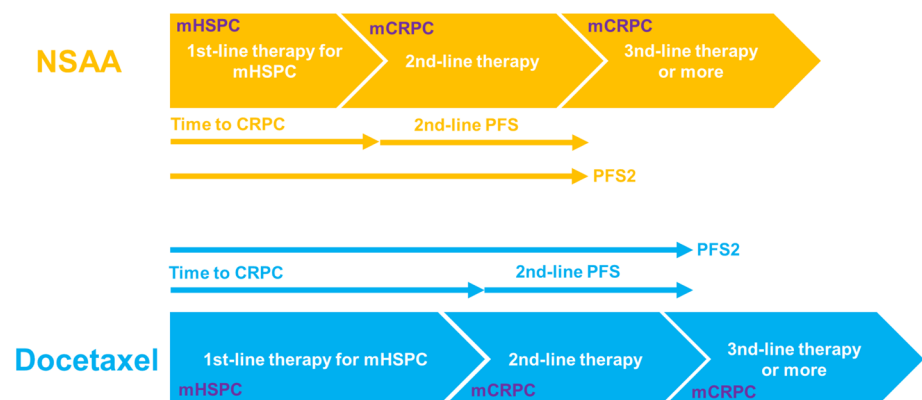 mHSPC
mCRPC
mCRPC
NSAA
1st-line therapy for
mHSPC
2nd-line therapy
3nd-line therapy
or more
Time to CRPC
2nd-line PFS
PFS2
PFS2
Time to CRPC
2nd-line PFS
Docetaxel
1st-line therapy for mHSPC
2nd-line therapy
3nd-line therapy
or more
mHSPC
mCRPC
mCRPC